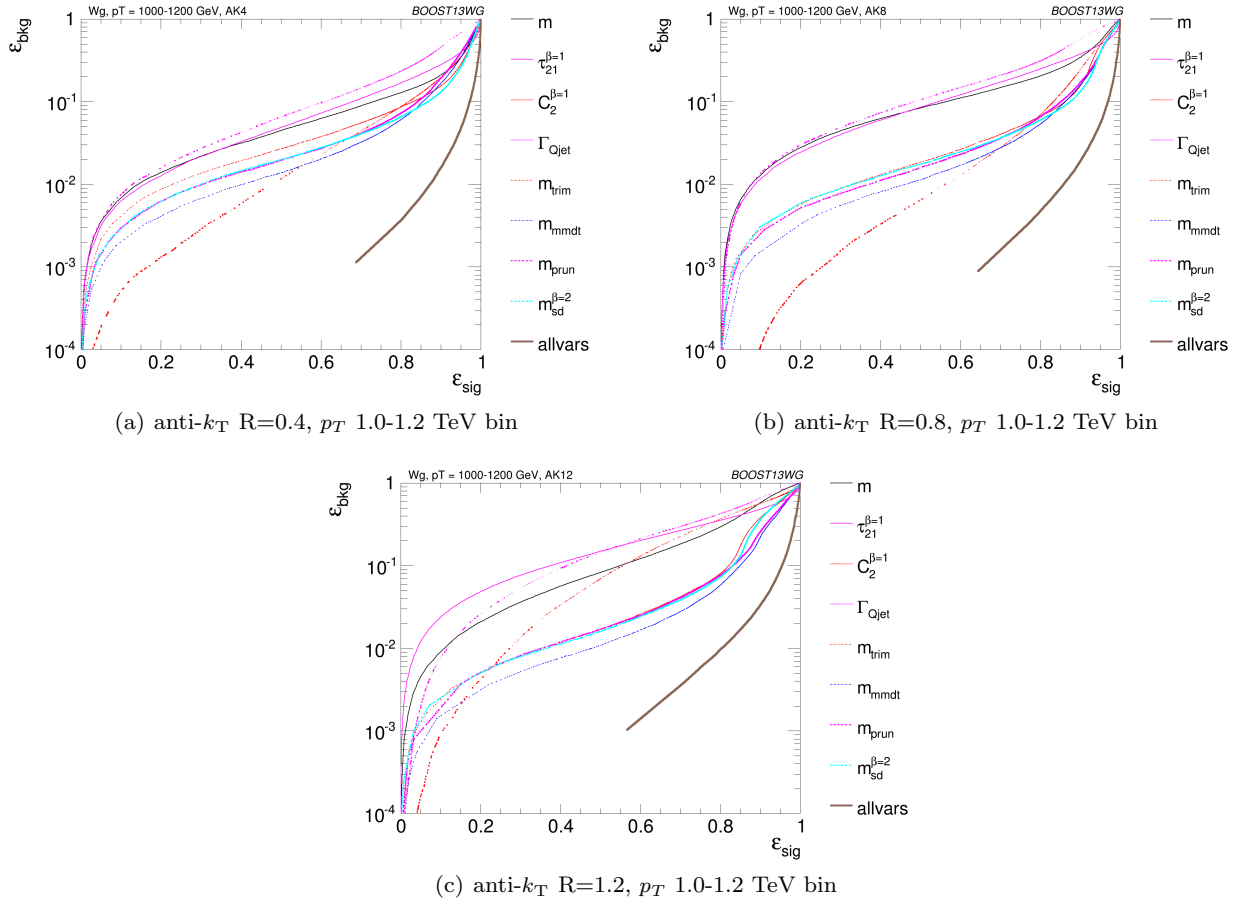 Wg, pT = 1000-1200 GeV, AK4 BOOST13WG
ε_bkg
1
10⁻¹
10⁻²
10⁻³
10⁻⁴
0 0.2 0.4 0.6 0.8 1
ε_sig
m
τ₂₁^β=1
C₂^β=1
Γ_Qjet
m_trim
m_mmdt
m_prun
m_sd^β=2
allvars
(a) anti-k_T R=0.4, p_T 1.0-1.2 TeV bin
Wg, pT = 1000-1200 GeV, AK8 BOOST13WG
ε_bkg
1
10⁻¹
10⁻²
10⁻³
10⁻⁴
0 0.2 0.4 0.6 0.8 1
ε_sig
m
τ₂₁^β=1
C₂^β=1
Γ_Qjet
m_trim
m_mmdt
m_prun
m_sd^β=2
allvars
(b) anti-k_T R=0.8, p_T 1.0-1.2 TeV bin
Wg, pT = 1000-1200 GeV, AK12 BOOST13WG
ε_bkg
1
10⁻¹
10⁻²
10⁻³
10⁻⁴
0 0.2 0.4 0.6 0.8 1
ε_sig
m
τ₂₁^β=1
C₂^β=1
Γ_Qjet
m_trim
m_mmdt
m_prun
m_sd^β=2
allvars
(c) anti-k_T R=1.2, p_T 1.0-1.2 TeV bin